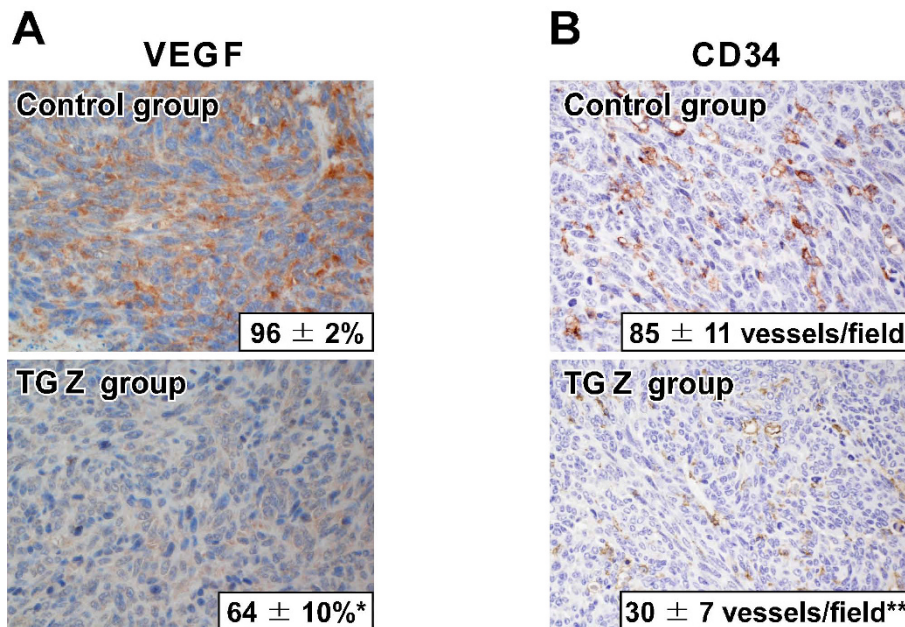 A
VEGF
Control group
96 ± 2%
TG Z group
64 ± 10%*
B
CD34
Control group
85 ± 11 vessels/field
TG Z group
30 ± 7 vessels/field**